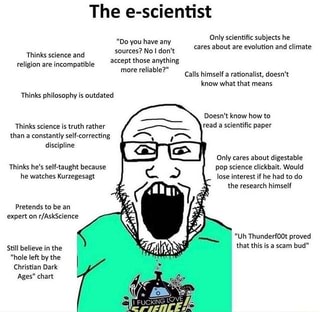 The e-scientist
"Do you have any
sources? No I don't
accept those anything
more reliable?"
Only scientific subjects he
cares about are evolution and climate
Thinks science and
religion are incompatible
Calls himself a rationalist, doesn't
know what that means
Thinks philosophy is outdated
Doesn't know how to
read a scientific paper
Thinks science is truth rather
than a constantly self-correcting
discipline
Only cares about digestable
pop science clickbait. Would
lose interest if he had to do
the research himself
Thinks he's self-taught because
he watches Kurzegesagt
Pretends to be an
expert on r/AskScience
"Uh Thunderf00t proved
that this is a scam bud"
Still believe in the
"hole left by the
Christian Dark
Ages" chart
I FUCKING LOVE
SCIENCE!